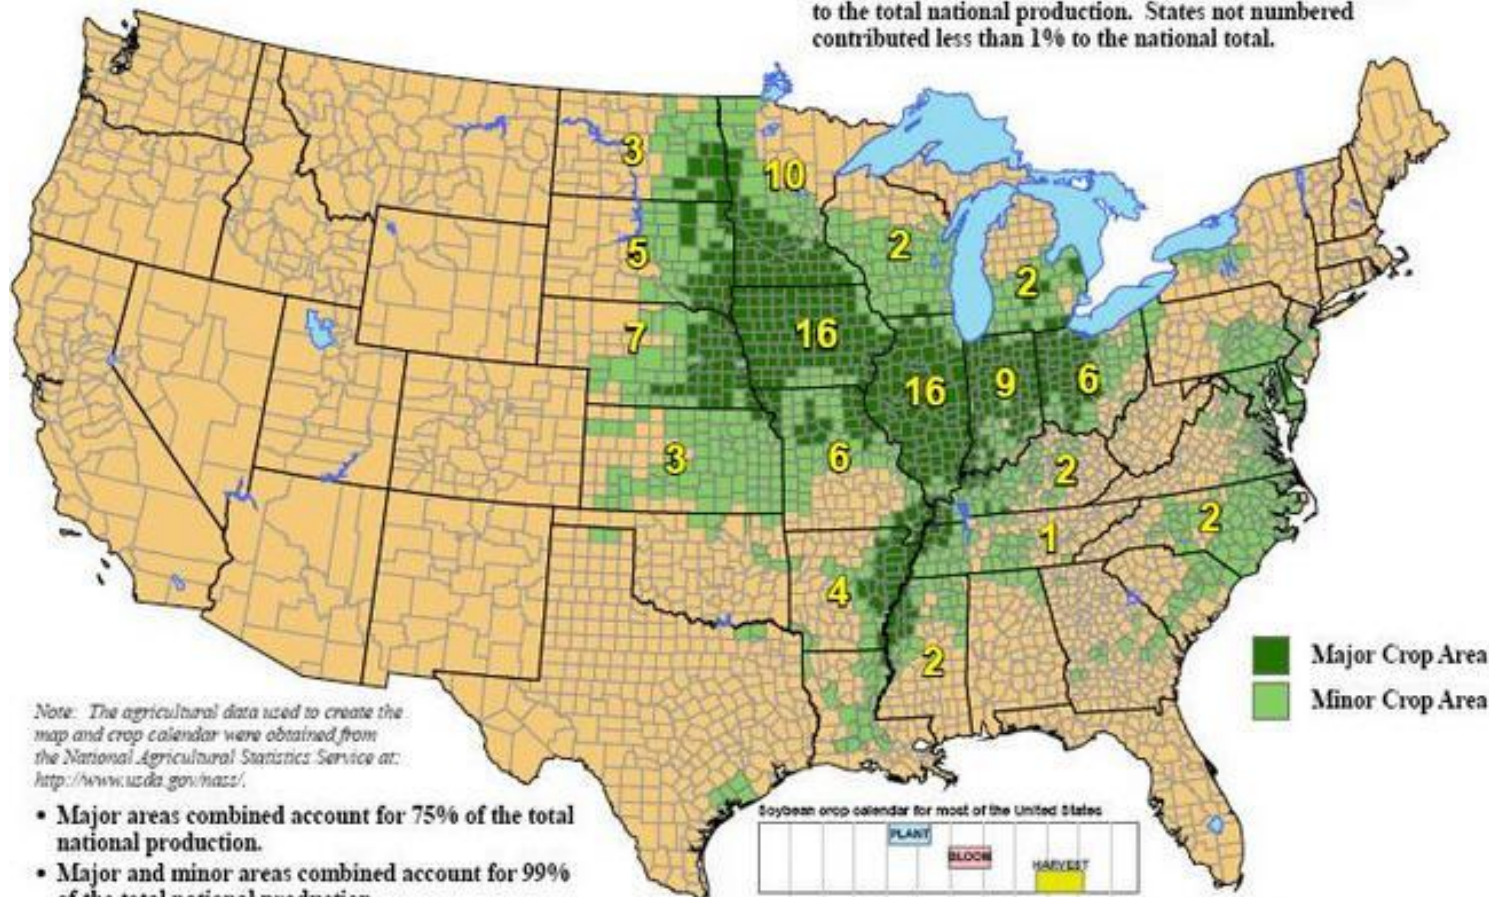 to the total national production. States not numbered
contributed less than 1% to the national total.
3
10
5
2
2
7
16
16
9
6
3
6
2
1
2
4
2
Major Crop Area
Minor Crop Area
Note: The agricultural data used to create the
map and crop calendar were obtained from
the National Agricultural Statistics Service at:
http://www.usda.gov/nass/.
• Major areas combined account for 75% of the total
national production.
• Major and minor areas combined account for 99%
of the total national production.
Soybean crop calendar for most of the United States
PLANT
BLOOM
HARVEST